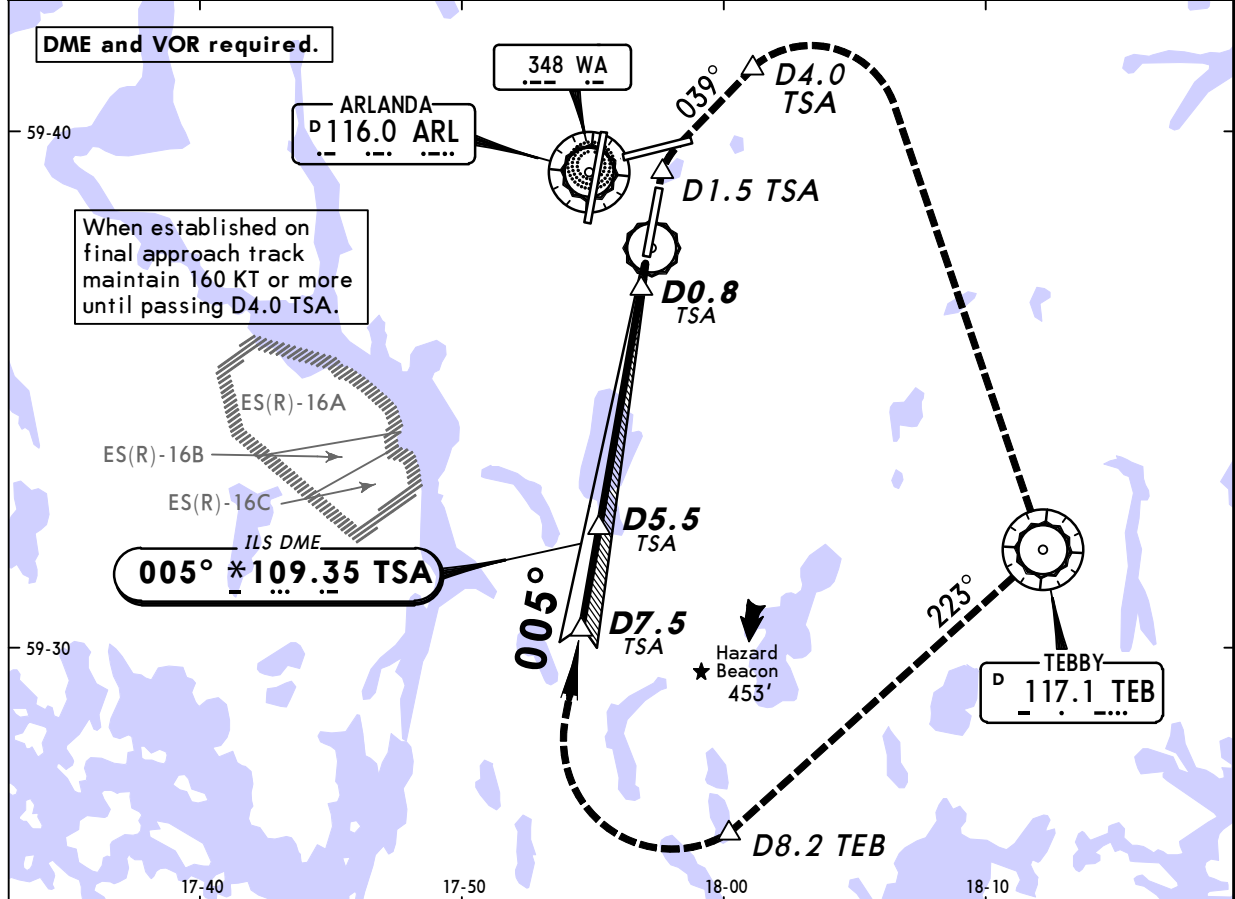 DME and VOR required.
348 WA
ARLANDA
D 116.0 ARL
039°
D4.0
TSA
59-40
D1.5 TSA
When established on
final approach track
maintain 160 KT or more
until passing D4.0 TSA.
D0.8
TSA
ES(R)-16A
ES(R)-16B
ES(R)-16C
D5.5
TSA
ILS DME
005° *109.35 TSA
005°
D7.5
TSA
223°
59-30
Hazard
Beacon
453'
TEBBY
D 117.1 TEB
D8.2 TEB
17-40
17-50
18-00
18-10